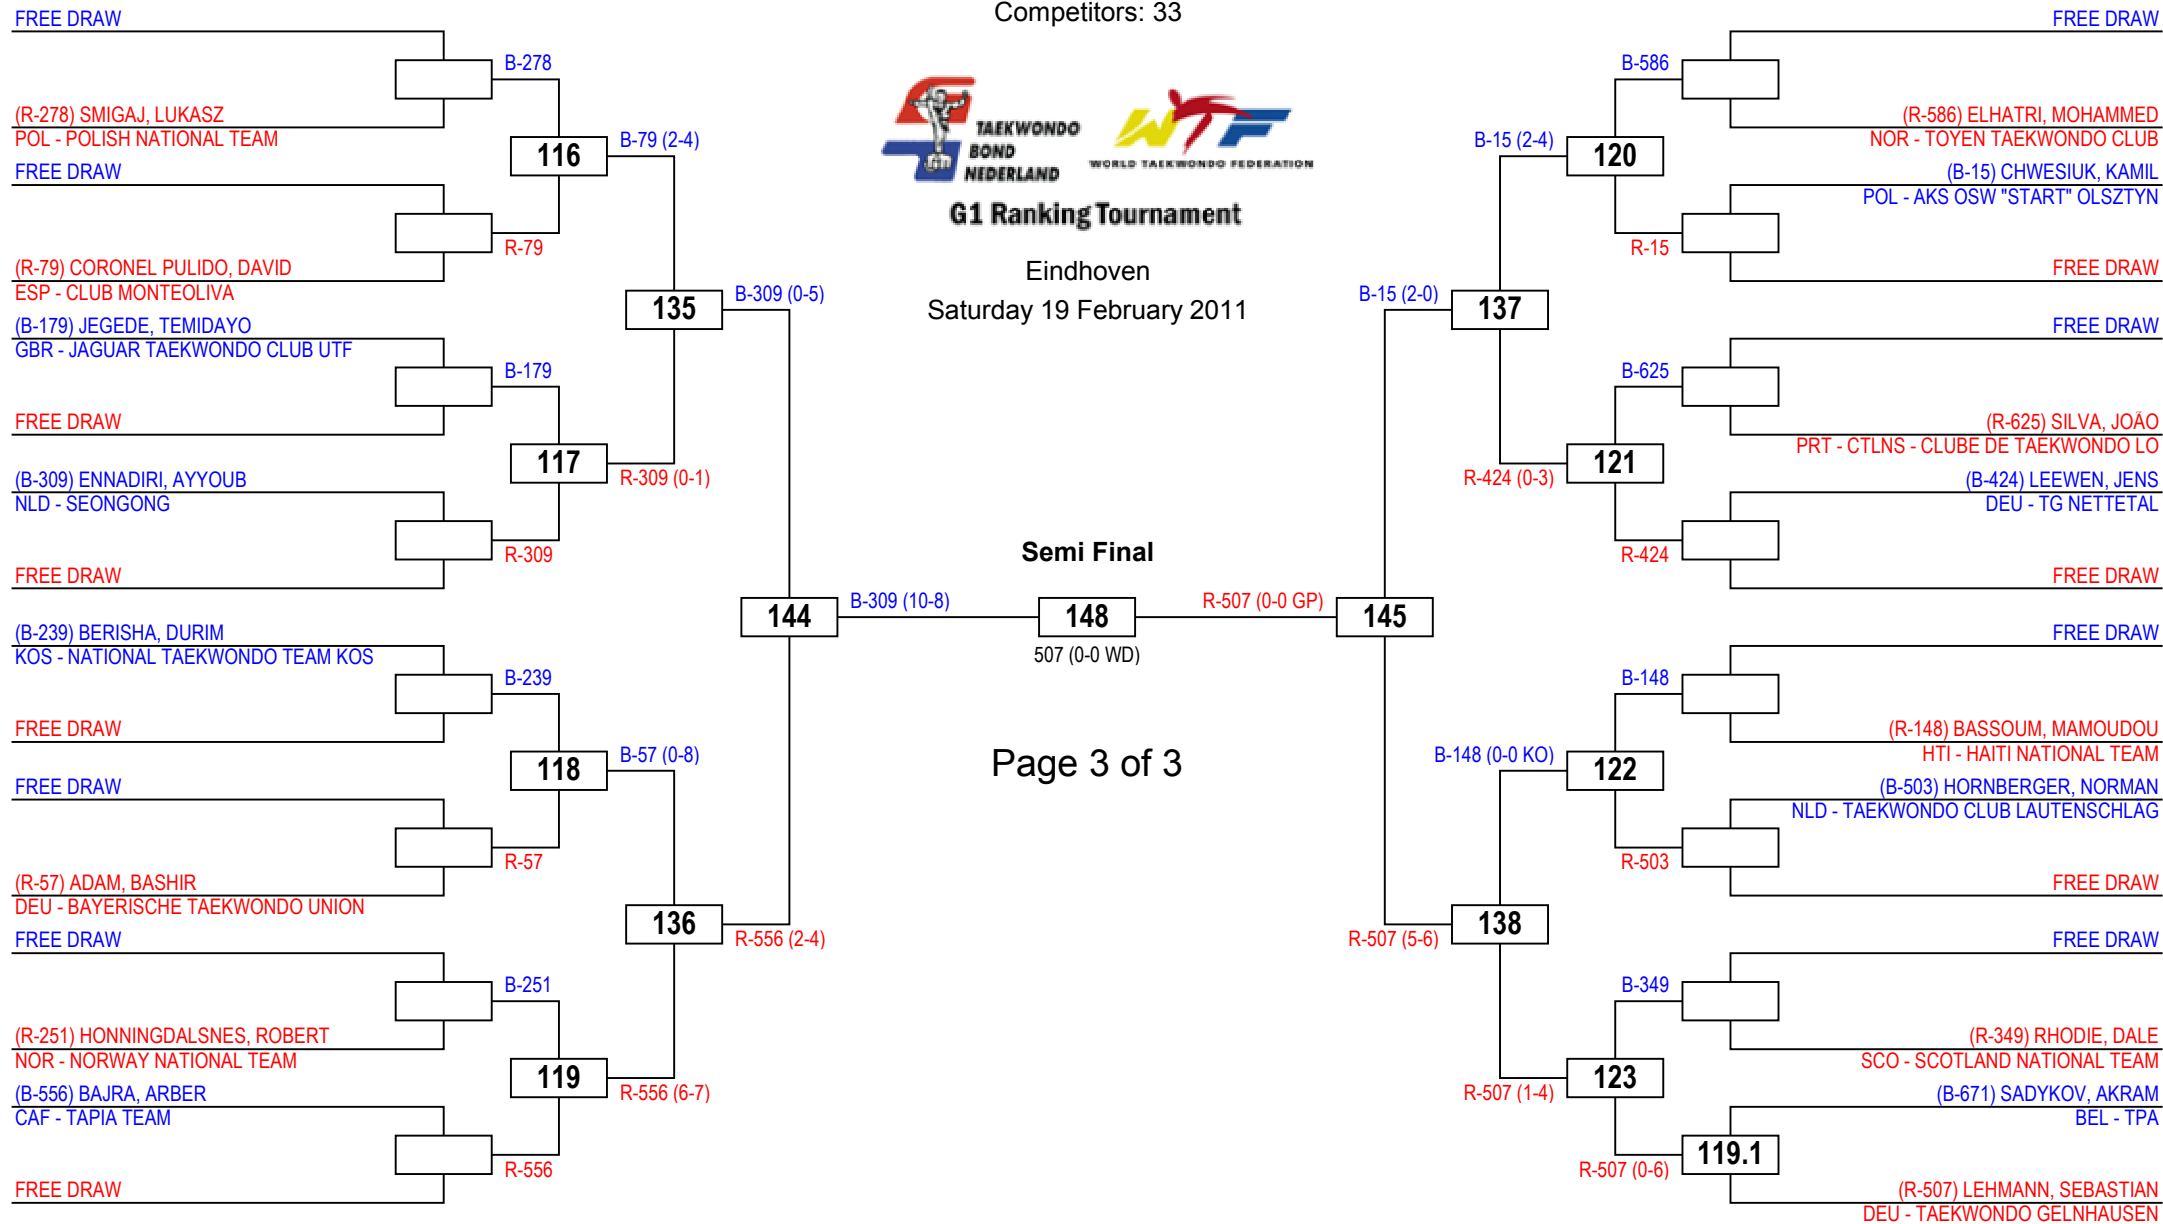 Competitors: 33
TAEKWONDO
BOND
NEDERLAND
WTF
WORLD TAEKWONDO FEDERATION
G1 Ranking Tournament
Eindhoven
Saturday 19 February 2011
FREE DRAW
B-278
(R-278) SMIGAJ, LUKASZ
POL - POLISH NATIONAL TEAM
116
B-79 (2-4)
FREE DRAW
R-79
(R-79) CORONEL PULIDO, DAVID
ESP - CLUB MONTEOLIVA
135
B-309 (0-5)
(B-179) JEGEDE, TEMIDAYO
GBR - JAGUAR TAEKWONDO CLUB UTF
B-179
FREE DRAW
117
R-309 (0-1)
(B-309) ENNADIRI, AYYOUB
NLD - SEONGONG
R-309
FREE DRAW
144
B-309 (10-8)
(B-239) BERISHA, DURIM
KOS - NATIONAL TAEKWONDO TEAM KOS
B-239
FREE DRAW
118
B-57 (0-8)
FREE DRAW
R-57
(R-57) ADAM, BASHIR
DEU - BAYERISCHE TAEKWONDO UNION
136
R-556 (2-4)
FREE DRAW
B-251
(R-251) HONNINGDALSNES, ROBERT
NOR - NORWAY NATIONAL TEAM
119
R-556 (6-7)
(B-556) BAJRA, ARBER
CAF - TAPIA TEAM
R-556
FREE DRAW
Semi Final
148
507 (0-0 WD)
Page 3 of 3
FREE DRAW
B-586
(R-586) ELHATRI, MOHAMMED
NOR - TOYEN TAEKWONDO CLUB
B-15 (2-4)
120
(B-15) CHWESIUK, KAMIL
POL - AKS OSW "START" OLSZTYN
R-15
FREE DRAW
B-15 (2-0)
137
FREE DRAW
B-625
(R-625) SILVA, JOÃO
PRT - CTLNS - CLUBE DE TAEKWONDO LO
121
R-424 (0-3)
(B-424) LEEWEN, JENS
DEU - TG NETTETAL
R-424
FREE DRAW
R-507 (0-0 GP)
145
FREE DRAW
B-148
(R-148) BASSOUM, MAMOUDOU
HTI - HAITI NATIONAL TEAM
B-148 (0-0 KO)
122
(B-503) HORNBERGER, NORMAN
NLD - TAEKWONDO CLUB LAUTENSCHLAG
R-503
FREE DRAW
138
R-507 (5-6)
FREE DRAW
B-349
(R-349) RHODIE, DALE
SCO - SCOTLAND NATIONAL TEAM
123
R-507 (1-4)
(B-671) SADYKOV, AKRAM
BEL - TPA
119.1
R-507 (0-6)
(R-507) LEHMANN, SEBASTIAN
DEU - TAEKWONDO GELNHAUSEN